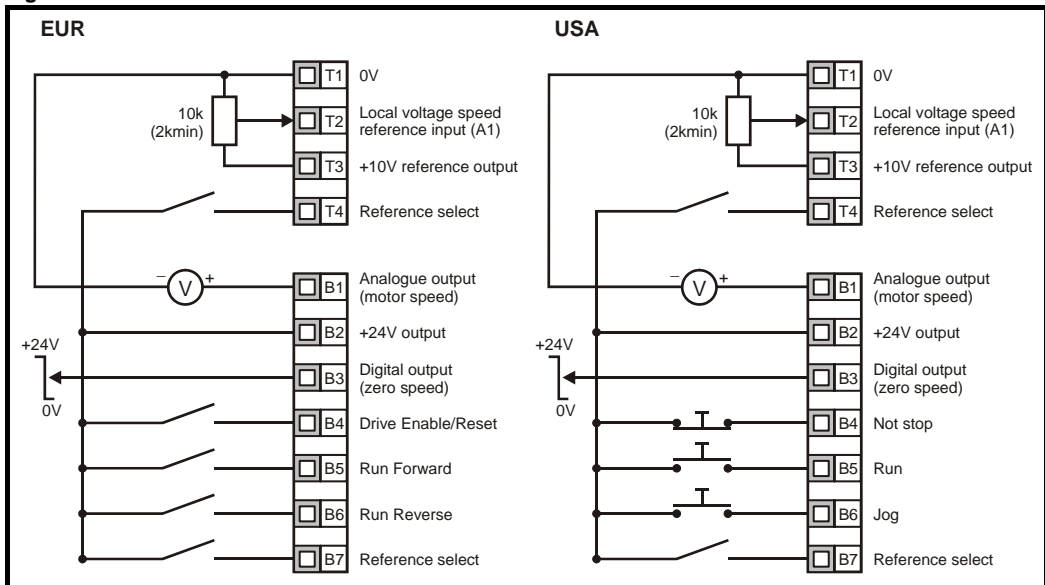 EUR
10k
(2kmin)
T1 0V
T2 Local voltage speed
reference input (A1)
T3 +10V reference output
T4 Reference select
− V +
B1 Analogue output
(motor speed)
B2 +24V output
+24V
0V
B3 Digital output
(zero speed)
B4 Drive Enable/Reset
B5 Run Forward
B6 Run Reverse
B7 Reference select
USA
10k
(2kmin)
T1 0V
T2 Local voltage speed
reference input (A1)
T3 +10V reference output
T4 Reference select
− V +
B1 Analogue output
(motor speed)
B2 +24V output
+24V
0V
B3 Digital output
(zero speed)
B4 Not stop
B5 Run
B6 Jog
B7 Reference select